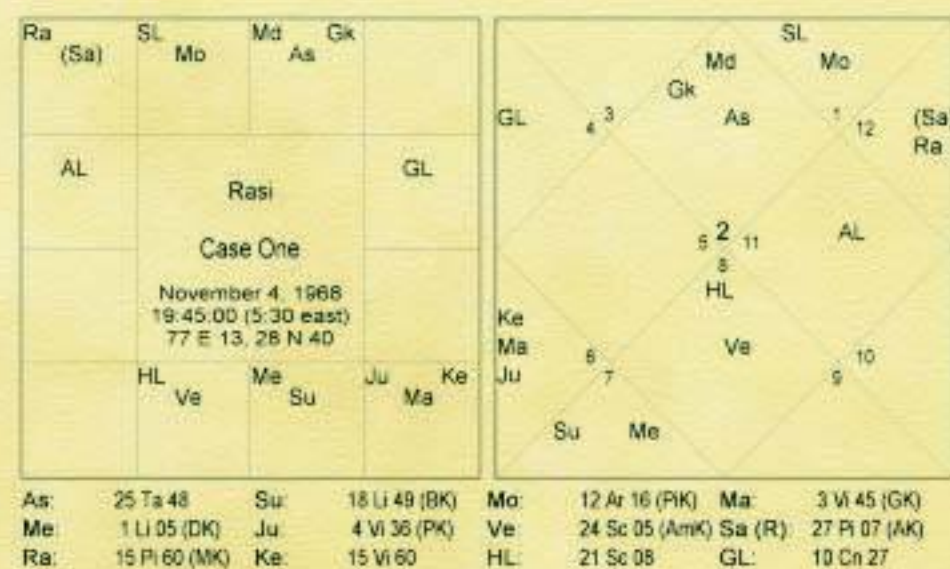 Ra SL Md Gk
(Sa) Mo As
AL GL
Rasi
Case One
November 4, 1968
19:45:00 (5:30 east)
77 E 13, 28 N 40
HL Me Ju Ke
Ve Su Ma
SL
Md Mo
Gk
GL 4 3 As 1 12 (Sa
Ra
5 2 11 AL
8
HL
Ke
Ma 6 Ve 10
Ju 7 9
Su Me
As: 25 Ta 48 Su: 18 Li 49 (BK) Mo: 12 Ar 16 (PiK) Ma: 3 Vi 45 (GK)
Me: 1 Li 05 (DK) Ju: 4 Vi 36 (PK) Ve: 24 Sc 05 (AmK) Sa (R): 27 Pi 07 (AK)
Ra: 15 Pi 60 (MK) Ke: 15 Vi 60 HL: 21 Sc 08 GL: 10 Cn 27